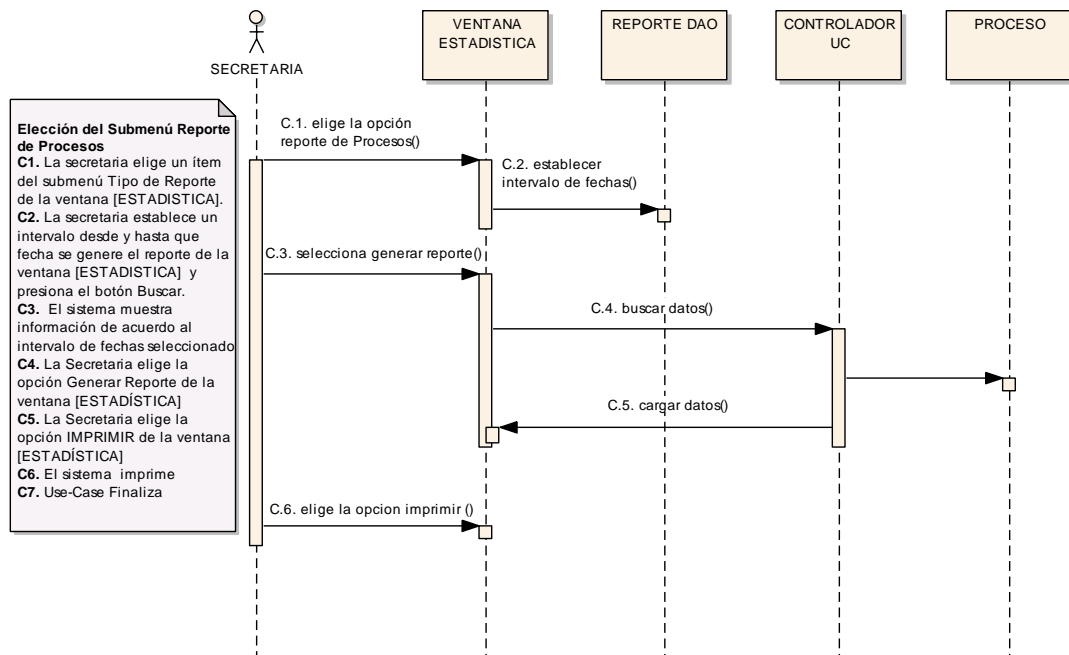 SECRETARIA
VENTANA
ESTADISTICA
REPORTE DAO
CONTROLADOR
UC
PROCESO
Elección del Submenú Reporte
de Procesos
C1. La secretaria elige un ítem
del submenú Tipo de Reporte
de la ventana [ESTADISTICA].
C2. La secretaria establece un
intervalo desde y hasta que
fecha se genere el reporte de la
ventana [ESTADISTICA] y
presiona el botón Buscar.
C3. El sistema muestra
información de acuerdo al
intervalo de fechas seleccionado
C4. La Secretaria elige la
opción Generar Reporte de la
ventana [ESTADÍSTICA]
C5. La Secretaria elige la
opción IMPRIMIR de la ventana
[ESTADÍSTICA]
C6. El sistema imprime
C7. Use-Case Finaliza
C.1. elige la opción
reporte de Procesos()
C.2. establecer
intervalo de fechas()
C.3. selecciona generar reporte()
C.4. buscar datos()
C.5. cargar datos()
C.6. elige la opcion imprimir ()